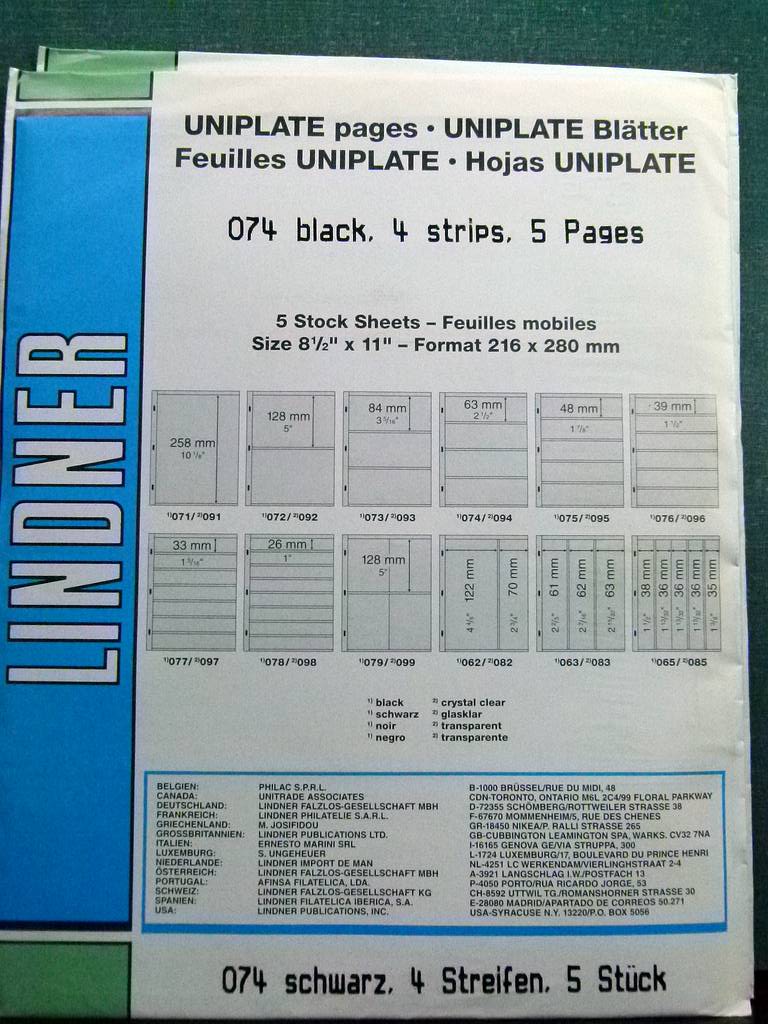 LINDNER
UNIPLATE pages • UNIPLATE Blätter
Feuilles UNIPLATE • Hojas UNIPLATE
074 black, 4 strips, 5 Pages
5 Stock Sheets – Feuilles mobiles
Size 8½" x 11" – Format 216 x 280 mm
258 mm
10 ⅛"
128 mm
5"
84 mm
3 5/16"
63 mm
2 ½"
48 mm
1 ⅞"
39 mm
1 ½"
¹⁾071/²⁾091
¹⁾072/²⁾092
¹⁾073/²⁾093
¹⁾074/²⁾094
¹⁾075/²⁾095
¹⁾076/²⁾096
33 mm
1 5/16"
26 mm
1"
128 mm
5"
122 mm
70 mm
2 ¾"
61 mm
62 mm
63 mm
38 mm
36 mm
36 mm
36 mm
35 mm
¹⁾077/²⁾097
¹⁾078/²⁾098
¹⁾079/²⁾099
¹⁾062/²⁾082
¹⁾063/²⁾083
¹⁾065/²⁾085
¹⁾ black ²⁾ crystal clear
¹⁾ schwarz ²⁾ glasklar
¹⁾ noir ²⁾ transparent
¹⁾ negro ²⁾ transparente
BELGIEN: PHILAC S.P.R.L. B-1000 BRÜSSEL/RUE DU MIDI, 48
CANADA: UNITRADE ASSOCIATES CDN-TORONTO, ONTARIO M6L 2C4/99 FLORAL PARKWAY
DEUTSCHLAND: LINDNER FALZLOS-GESELLSCHAFT MBH D-72355 SCHÖMBERG/ROTTWEILER STRASSE 38
FRANKREICH: LINDNER PHILATELIE S.A.R.L. F-67670 MOMMENHEIM/5, RUE DES CHENES
GRIECHENLAND: M. JOSIFIDOU GR-18450 NIKEA/P. RALLI STRASSE 265
GROSSBRITANNIEN: LINDNER PUBLICATIONS LTD. GB-CUBBINGTON LEAMINGTON SPA, WARKS. CV32 7NA
ITALIEN: ERNESTO MARINI SRL I-16165 GENOVA GE/VIA STRUPPA, 300
LUXEMBURG: S. UNGEHEUER L-1724 LUXEMBURG/17, BOULEVARD DU PRINCE HENRI
NIEDERLANDE: LINDNER IMPORT DE MAN NL-4251 LC WERKENDAM/VIERLINGHSTRAAT 2-4
ÖSTERREICH: LINDNER FALZLOS-GESELLSCHAFT MBH A-3921 LANGSCHLAG I.W./POSTFACH 13
PORTUGAL: AFINSA FILATELICA, LDA. P-4050 PORTO/RUA RICARDO JORGE, 53
SCHWEIZ: LINDNER FALZLOS-GESELLSCHAFT KG CH-8592 UTTWIL TG./ROMANSHORNER STRASSE 30
SPANIEN: LINDNER FILATELICA IBERICA, S.A. E-28080 MADRID/APARTADO DE CORREOS 50.271
USA: LINDNER PUBLICATIONS, INC. USA-SYRACUSE N.Y. 13220/P.O. BOX 5056
074 schwarz, 4 Streifen, 5 Stück